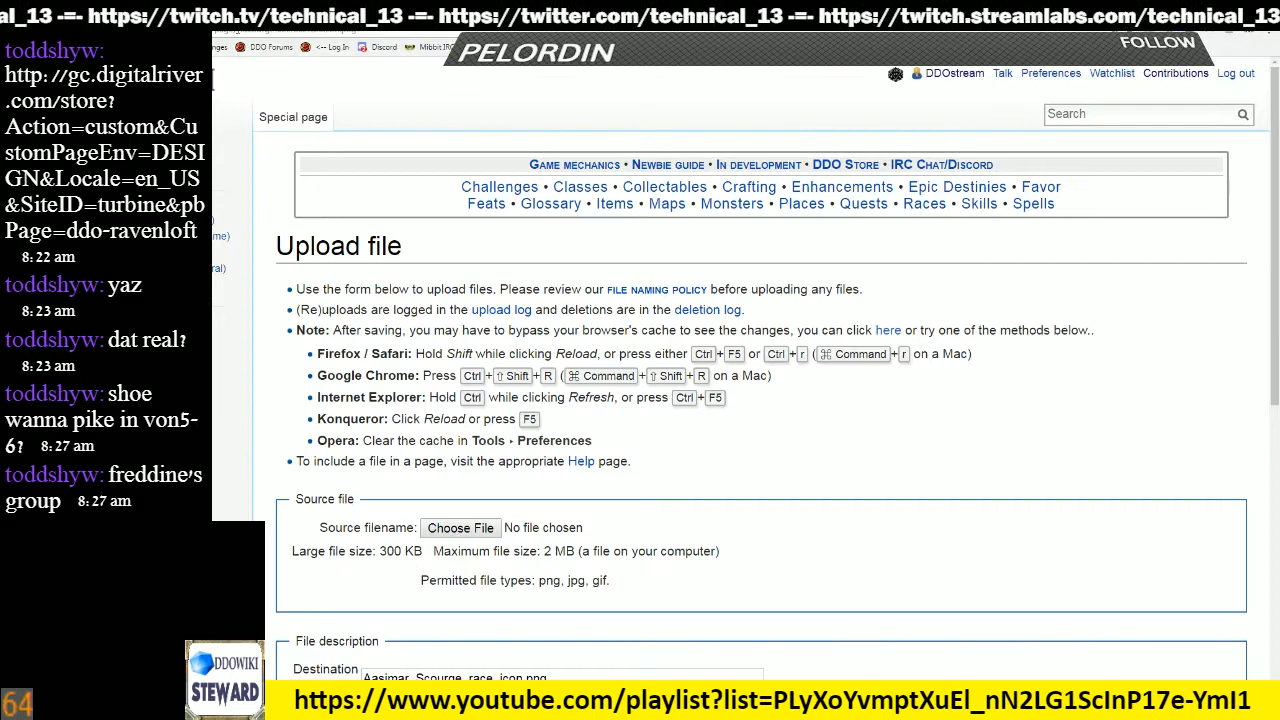 al_13 -=- https://twitch.tv/technical_13 -=- https://twitter.com/technical_13 -=- https://twitch.streamlabs.com/technical_13
toddshyw:
http://gc.digitalriver
.com/store?
Action=custom&Cu
stomPageEnv=DESI
GN&Locale=en_US
&SiteID=turbine&pb
Page=ddo-ravenloft
8:22 am
toddshyw: yaz
8:23 am
toddshyw: dat real?
8:23 am
toddshyw: shoe
wanna pike in von5-
6? 8:27 am
toddshyw: freddine's
group 8:27 am
64
nges DDO Forums <-- Log In Discord Mibbit IRC
PELORDIN
FOLLOW
DDOstream Talk Preferences Watchlist Contributions Log out
Special page
Search
GAME MECHANICS • NEWBIE GUIDE • IN DEVELOPMENT • DDO STORE • IRC CHAT/DISCORD
Challenges • Classes • Collectables • Crafting • Enhancements • Epic Destinies • Favor
Feats • Glossary • Items • Maps • Monsters • Places • Quests • Races • Skills • Spells
me)
ral)
Upload file
Use the form below to upload files. Please review our FILE NAMING POLICY before uploading any files.
(Re)uploads are logged in the upload log and deletions are in the deletion log.
Note: After saving, you may have to bypass your browser's cache to see the changes, you can click here or try one of the methods below..
Firefox / Safari: Hold Shift while clicking Reload, or press either Ctrl+F5 or Ctrl+r (⌘ Command+r on a Mac)
Google Chrome: Press Ctrl+⇧ Shift+R (⌘ Command+⇧ Shift+R on a Mac)
Internet Explorer: Hold Ctrl while clicking Refresh, or press Ctrl+F5
Konqueror: Click Reload or press F5
Opera: Clear the cache in Tools ▸ Preferences
To include a file in a page, visit the appropriate Help page.
Source file
Source filename: Choose File No file chosen
Large file size: 300 KB Maximum file size: 2 MB (a file on your computer)
Permitted file types: png, jpg, gif.
File description
Destination Aasimar_Scourge_race_icon.png
DDOWIKI
STEWARD
https://www.youtube.com/playlist?list=PLyXoYvmptXuEl_nN2LG1ScInP17e-YmI1